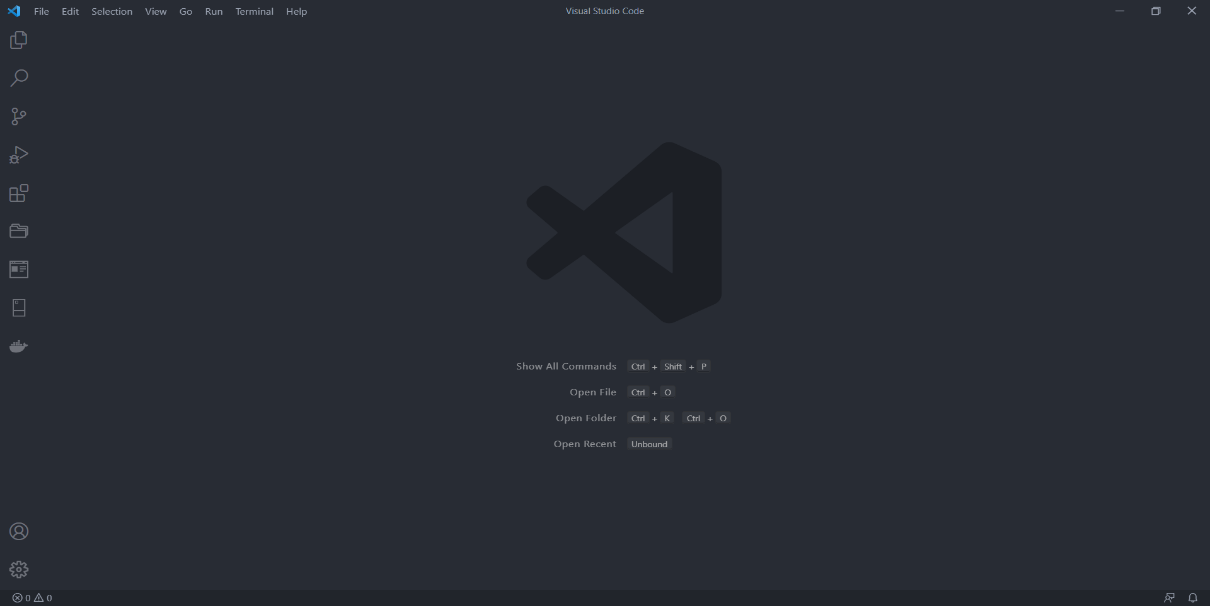 File Edit Selection View Go Run Terminal Help Visual Studio Code
Show All Commands Ctrl + Shift + P
Open File Ctrl + O
Open Folder Ctrl + K Ctrl + O
Open Recent Unbound
0 0